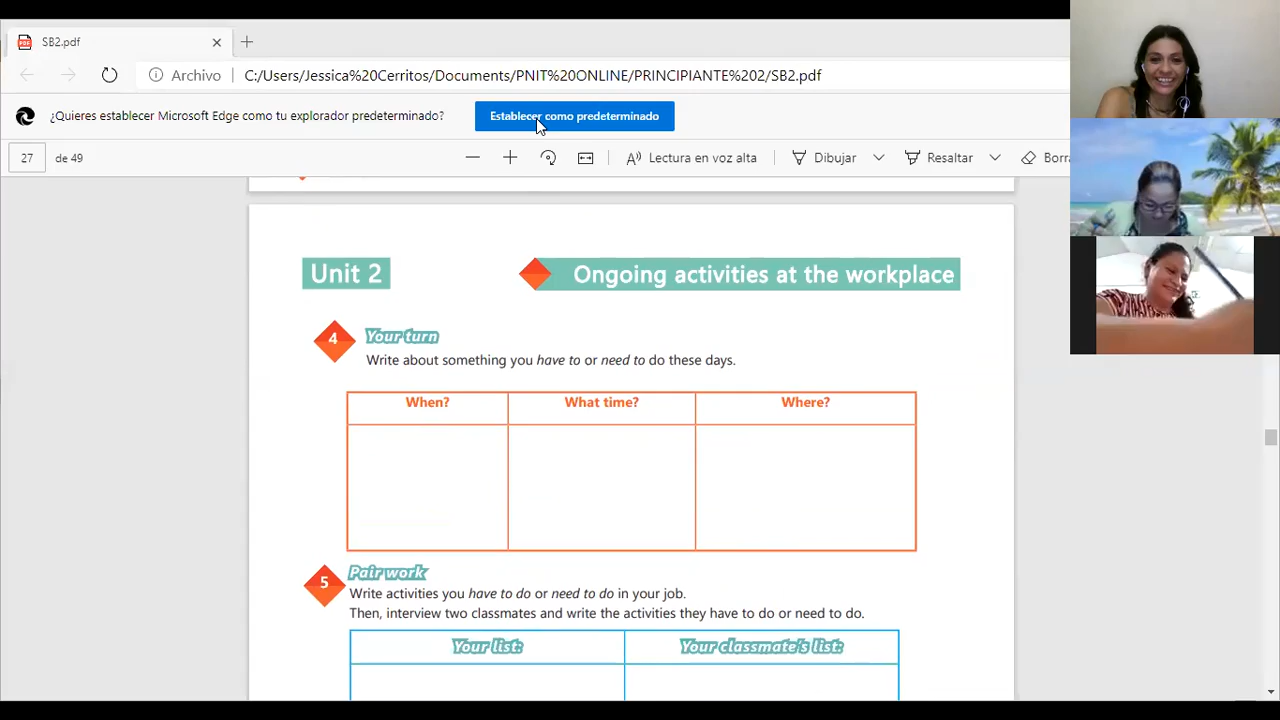 SB2.pdf
Archivo C:/Users/Jessica%20Cerritos/Documents/PNIT%20ONLINE/PRINCIPIANTE%202/SB2.pdf
¿Quieres establecer Microsoft Edge como tu explorador predeterminado? Establecer como predeterminado
27 de 49 Lectura en voz alta Dibujar Resaltar Borra
Unit 2 Ongoing activities at the workplace
4 Your turn
Write about something you have to or need to do these days.
When? What time? Where?
5 Pair work
Write activities you have to do or need to do in your job.
Then, interview two classmates and write the activities they have to do or need to do.
Your list: Your classmate's list: